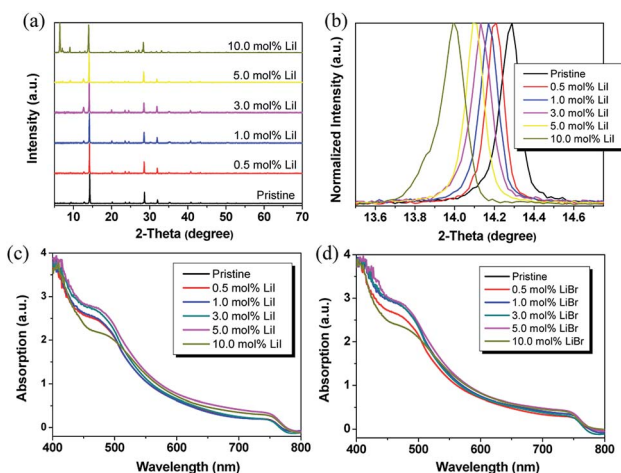 (a)
Intensity (a.u.)
10.0 mol% LiI
5.0 mol% LiI
3.0 mol% LiI
1.0 mol% LiI
0.5 mol% LiI
Pristine
10 20 30 40 50 60 70
2-Theta (degree)
(b)
Normalized Intensity (a.u.)
Pristine
0.5 mol% LiI
1.0 mol% LiI
3.0 mol% LiI
5.0 mol% LiI
10.0 mol% LiI
13.6 14.0 14.4 14.6
2-Theta (degree)
(c)
Absorption (a.u.)
4
3
2
1
0
Pristine
0.5 mol% LiI
1.0 mol% LiI
3.0 mol% LiI
5.0 mol% LiI
10.0 mol% LiI
400 500 600 700 800
Wavelength (nm)
(d)
Absorption (a.u.)
4
3
2
1
0
Pristine
0.5 mol% LiBr
1.0 mol% LiBr
3.0 mol% LiBr
5.0 mol% LiBr
10.0 mol% LiBr
400 500 600 700 800
Wavelength (nm)